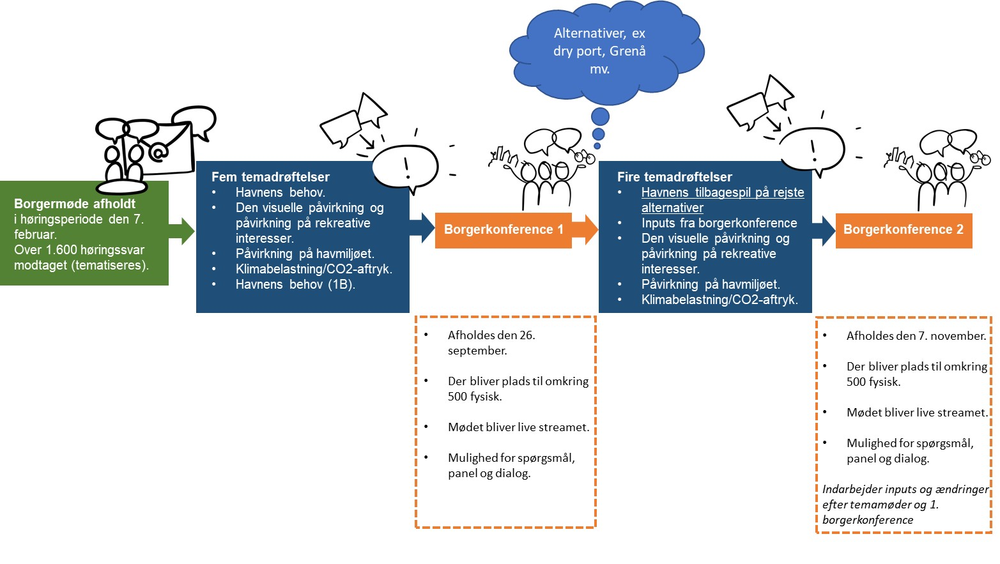 Borgermøde afholdt
i høringsperiode den 7.
februar.
Over 1.600 høringssvar
modtaget (tematiseres).
@
Fem temadrøftelser
• Havnens behov.
• Den visuelle påvirkning og
påvirkning på rekreative
interesser.
• Påvirkning på havmiljøet.
• Klimabelastning/CO2-aftryk.
• Havnens behov (1B).
!
Borgerkonference 1
• Afholdes den 26.
september.
• Der bliver plads til omkring
500 fysisk.
• Mødet bliver live streamet.
• Mulighed for spørgsmål,
panel og dialog.
Alternativer, ex
dry port, Grenå
mv.
Fire temadrøftelser
• Havnens tilbagespil på rejste
alternativer
• Inputs fra borgerkonference
• Den visuelle påvirkning og
påvirkning på rekreative
interesser.
• Påvirkning på havmiljøet.
• Klimabelastning/CO2-aftryk.
!
Borgerkonference 2
• Afholdes den 7. november.
• Der bliver plads til omkring
500 fysisk.
• Mødet bliver live streamet.
• Mulighed for spørgsmål,
panel og dialog.
Indarbejder inputs og ændringer
efter temamøder og 1.
borgerkonference